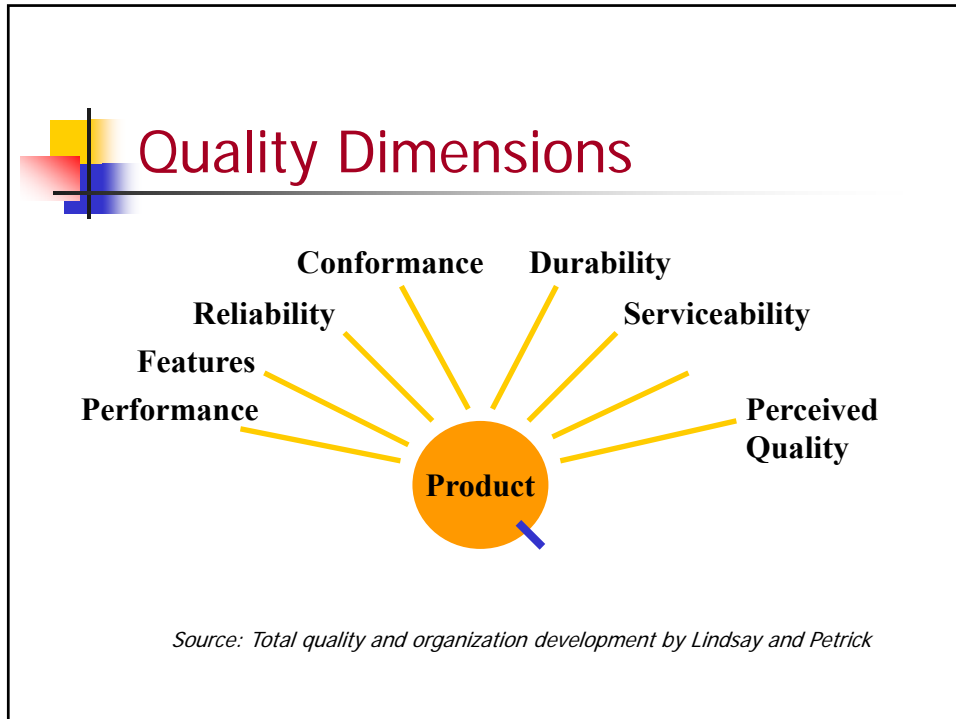 Quality Dimensions
Conformance Durability
Reliability Serviceability
Features
Performance Perceived
Quality
Product
Source: Total quality and organization development by Lindsay and Petrick